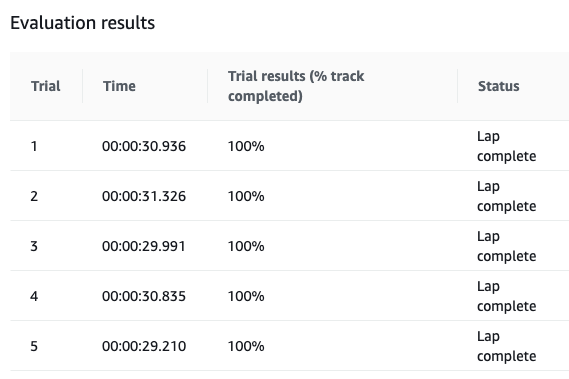 Evaluation results
Trial Time Trial results (% track completed) Status
1 00:00:30.936 100% Lap complete
2 00:00:31.326 100% Lap complete
3 00:00:29.991 100% Lap complete
4 00:00:30.835 100% Lap complete
5 00:00:29.210 100% Lap complete